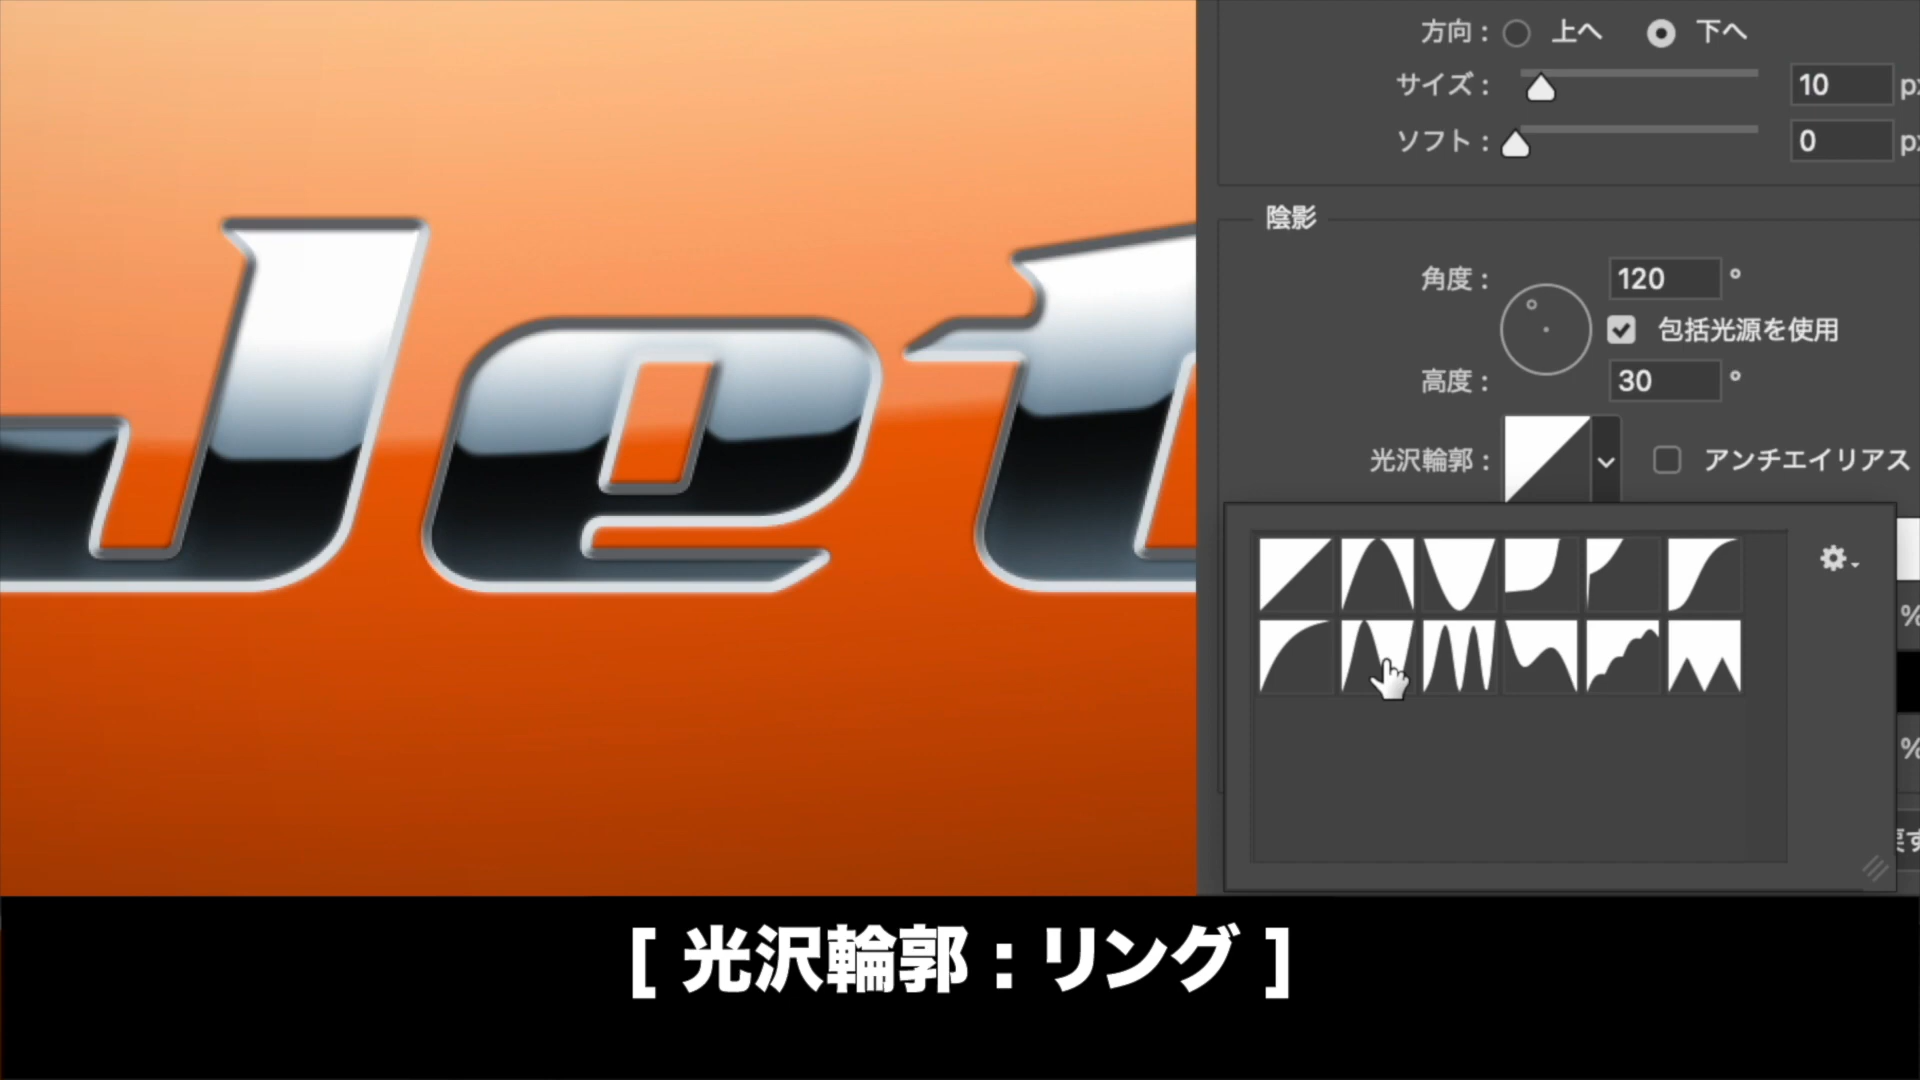 方向： 上へ 下へ
サイズ： 10 px
ソフト： 0 px
陰影
角度： 120 °
包括光源を使用
高度： 30 °
光沢輪郭： アンチエイリアス
%
%
Jet
[ 光沢輪郭：リング ]